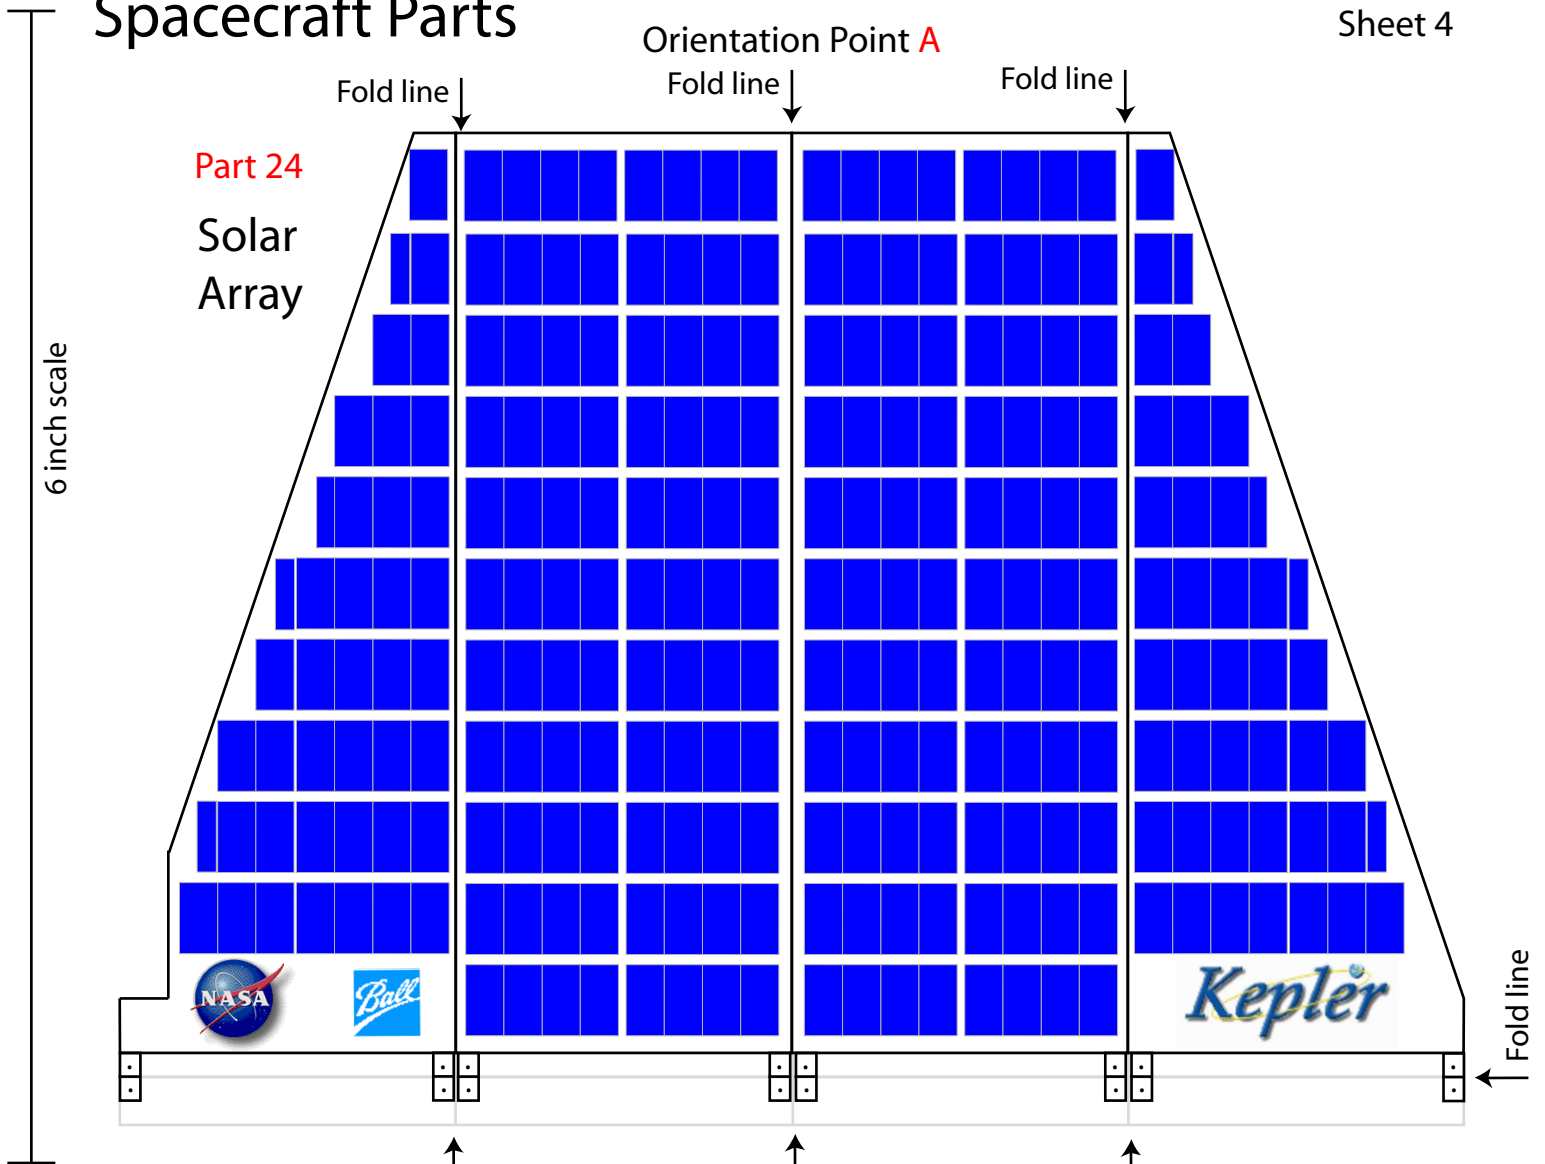 Spacecraft Parts
Sheet 4
Orientation Point A
Fold line
Fold line
Fold line
Part 24
Solar
Array
6 inch scale
NASA
Ball
Kepler
Fold line